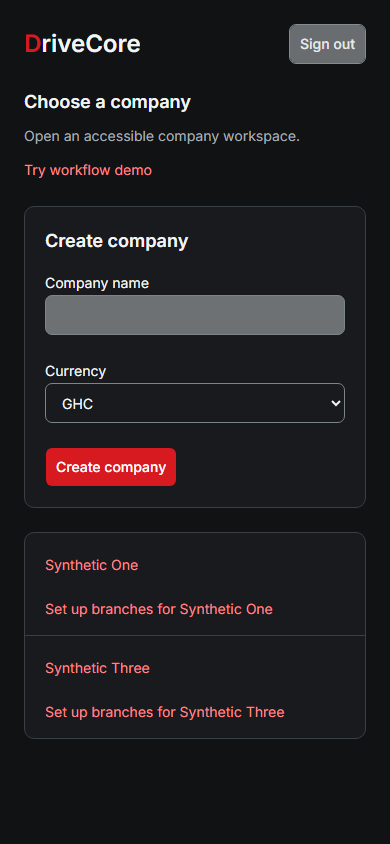 DriveCore
Sign out
Choose a company
Open an accessible company workspace.
Try workflow demo
Create company
Company name
Currency
GHC
Create company
Synthetic One
Set up branches for Synthetic One
Synthetic Three
Set up branches for Synthetic Three